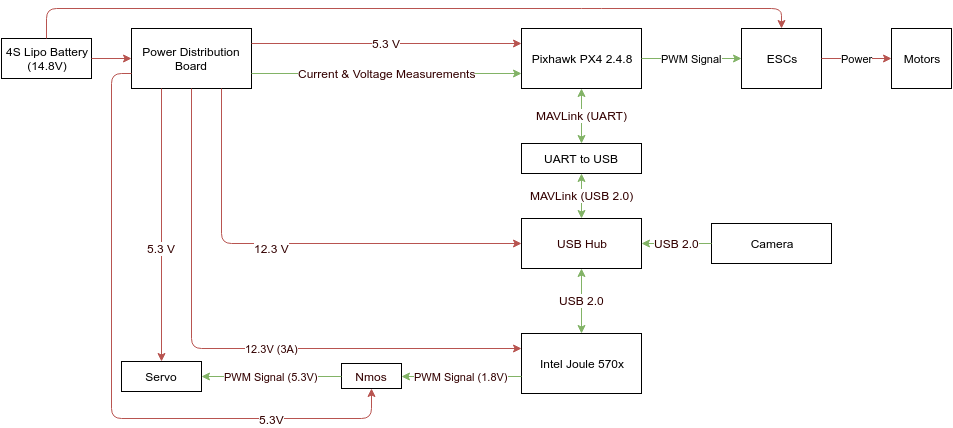 4S Lipo Battery
(14.8V)
Power Distribution
Board
5.3 V
Current & Voltage Measurements
Pixhawk PX4 2.4.8
PWM Signal
ESCs
Power
Motors
MAVLink (UART)
UART to USB
MAVLink (USB 2.0)
5.3 V
12.3 V
USB Hub
USB 2.0
Camera
USB 2.0
12.3V (3A)
Intel Joule 570x
Servo
PWM Signal (5.3V)
Nmos
PWM Signal (1.8V)
5.3V